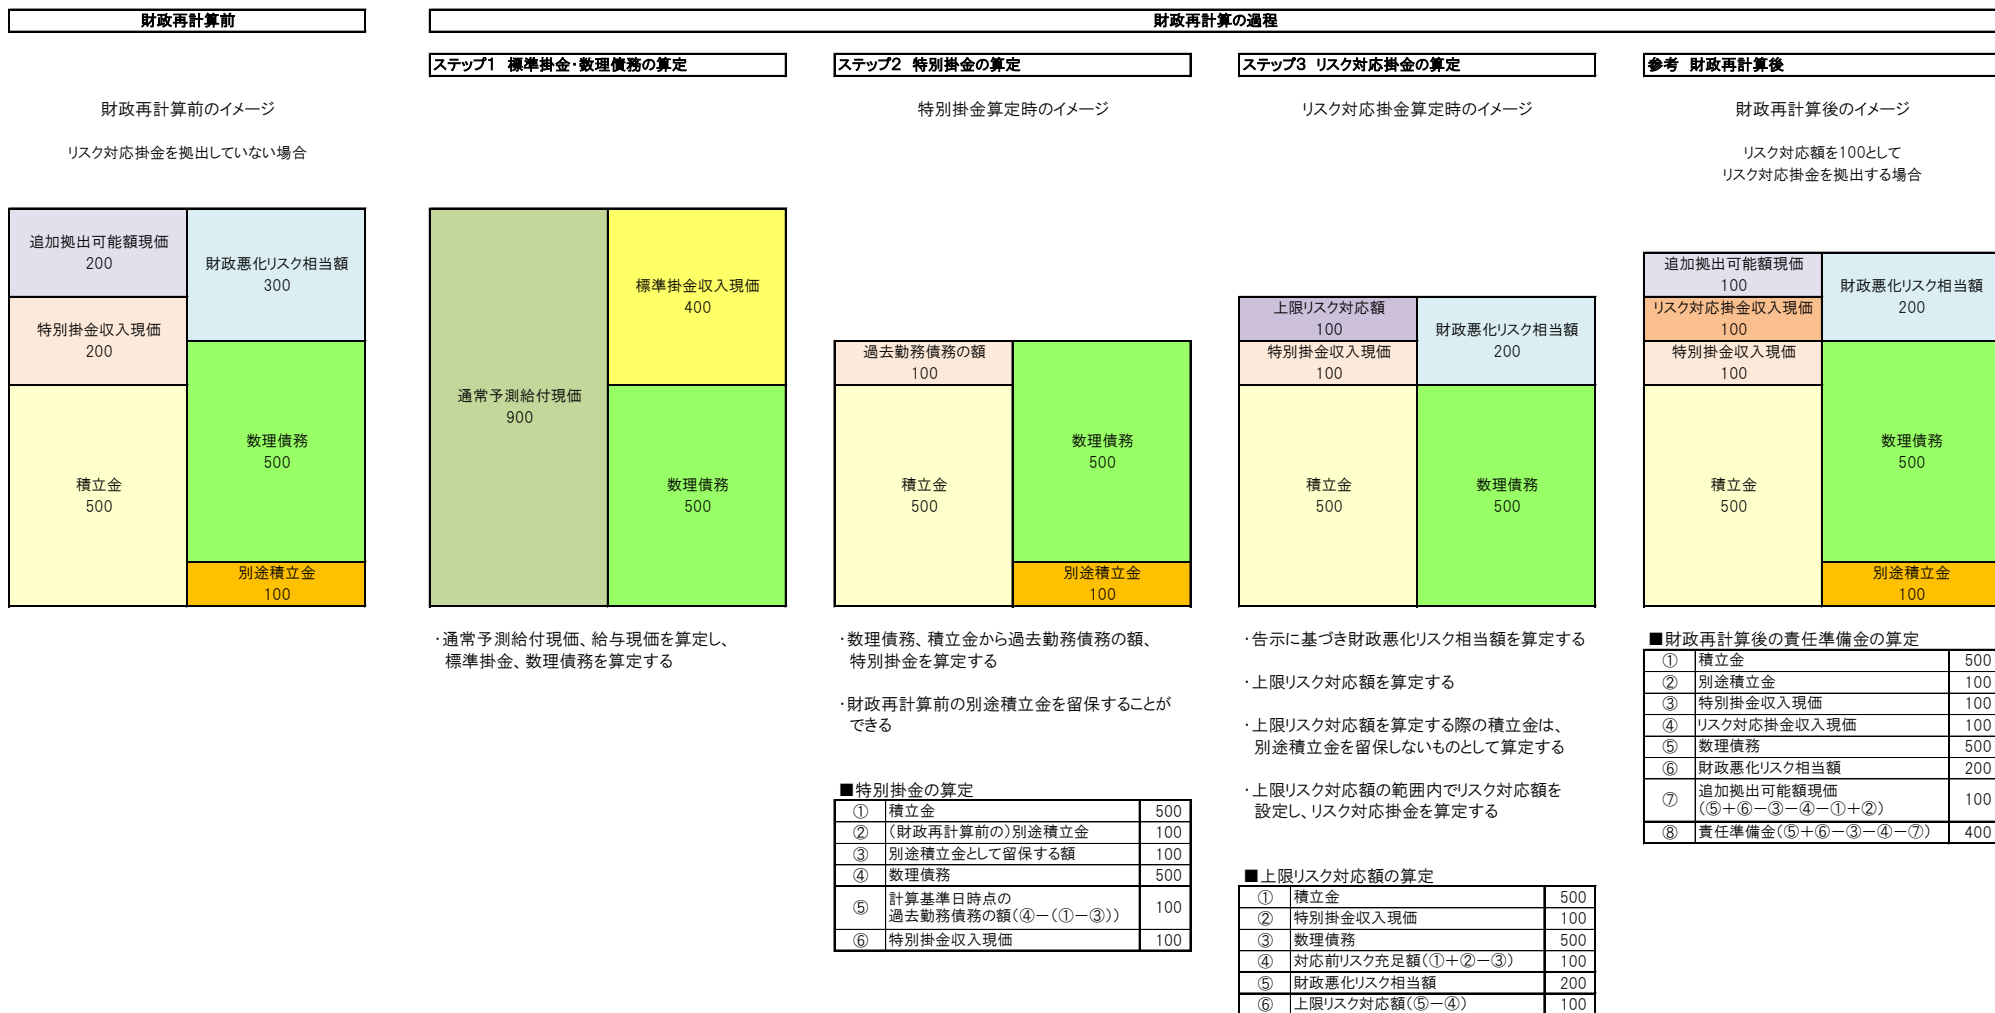 財政再計算前
財政再計算の過程
ステップ1 標準掛金・数理債務の算定
ステップ2 特別掛金の算定
ステップ3 リスク対応掛金の算定
参考 財政再計算後
財政再計算前のイメージ
リスク対応掛金を拠出していない場合
特別掛金算定時のイメージ
リスク対応掛金算定時のイメージ
財政再計算後のイメージ
リスク対応額を100として
リスク対応掛金を拠出する場合
追加拠出可能額現価
200
財政悪化リスク相当額
300
特別掛金収入現価
200
数理債務
500
積立金
500
別途積立金
100
通常予測給付現価
900
標準掛金収入現価
400
数理債務
500
過去勤務債務の額
100
数理債務
500
積立金
500
別途積立金
100
上限リスク対応額
100
財政悪化リスク相当額
200
特別掛金収入現価
100
積立金
500
数理債務
500
追加拠出可能額現価
100
財政悪化リスク相当額
200
リスク対応掛金収入現価
100
特別掛金収入現価
100
数理債務
500
積立金
500
別途積立金
100
・通常予測給付現価、給与現価を算定し、
標準掛金、数理債務を算定する
・数理債務、積立金から過去勤務債務の額、
特別掛金を算定する
・財政再計算前の別途積立金を留保することが
できる
■特別掛金の算定
① 積立金 500
② (財政再計算前の)別途積立金 100
③ 別途積立金として留保する額 100
④ 数理債務 500
⑤ 計算基準日時点の
過去勤務債務の額(④－(①－③)) 100
⑥ 特別掛金収入現価 100
・告示に基づき財政悪化リスク相当額を算定する
・上限リスク対応額を算定する
・上限リスク対応額を算定する際の積立金は、
別途積立金を留保しないものとして算定する
・上限リスク対応額の範囲内でリスク対応額を
設定し、リスク対応掛金を算定する
■上限リスク対応額の算定
① 積立金 500
② 特別掛金収入現価 100
③ 数理債務 500
④ 対応前リスク充足額(①＋②－③) 100
⑤ 財政悪化リスク相当額 200
⑥ 上限リスク対応額(⑤－④) 100
■財政再計算後の責任準備金の算定
① 積立金 500
② 別途積立金 100
③ 特別掛金収入現価 100
④ リスク対応掛金収入現価 100
⑤ 数理債務 500
⑥ 財政悪化リスク相当額 200
⑦ 追加拠出可能額現価
(⑤＋⑥－③－④－①＋②) 100
⑧ 責任準備金(⑤＋⑥－③－④－⑦) 400